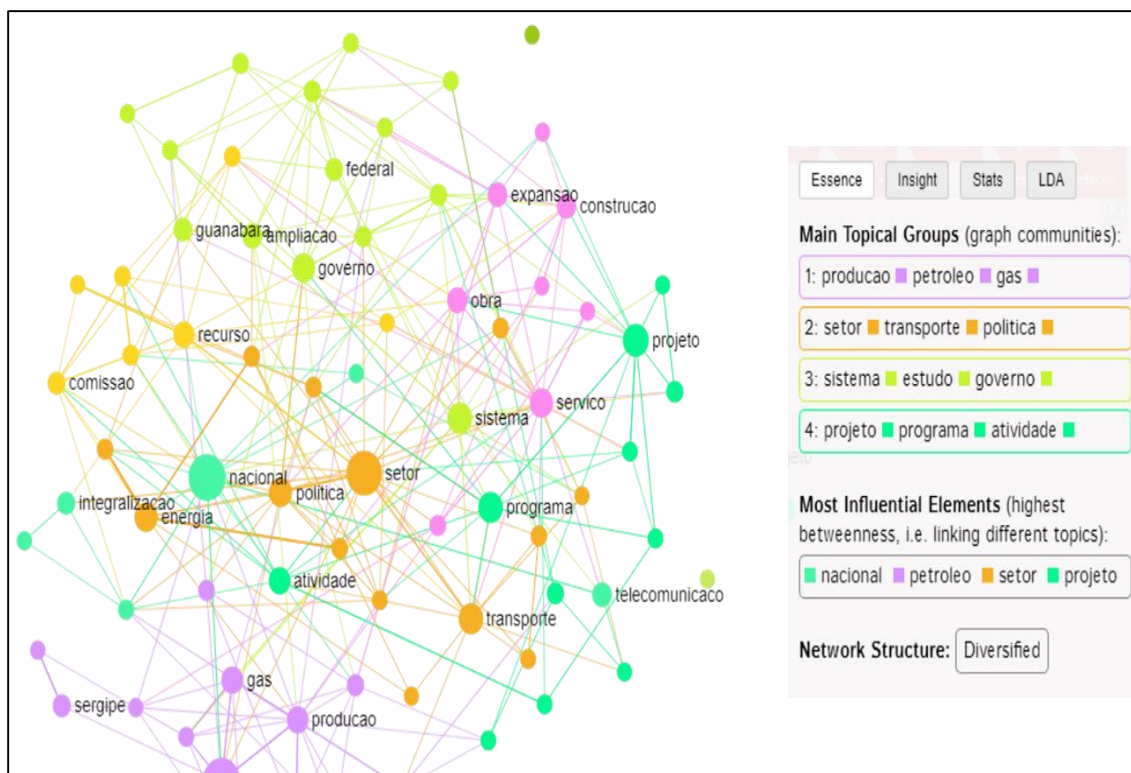 federal
expansao
construcao
guanabara
ampliacao
governo
obra
recurso
projeto
comissao
servico
sistema
nacional
setor
politica
integralizacao
energia
programa
atividade
telecomunicaco
transporte
gas
sergipe
producao
Essence Insight Stats LDA
Main Topical Groups (graph communities):
1: producao petroleo gas
2: setor transporte politica
3: sistema estudo governo
4: projeto programa atividade
Most Influential Elements (highest
betweenness, i.e. linking different topics):
nacional petroleo setor projeto
Network Structure: Diversified